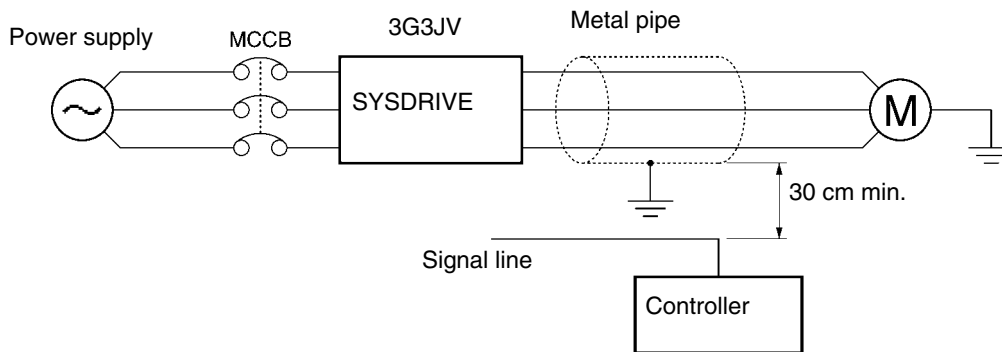 Power supply
MCCB
3G3JV
Metal pipe
SYSDRIVE
M
30 cm min.
Signal line
Controller